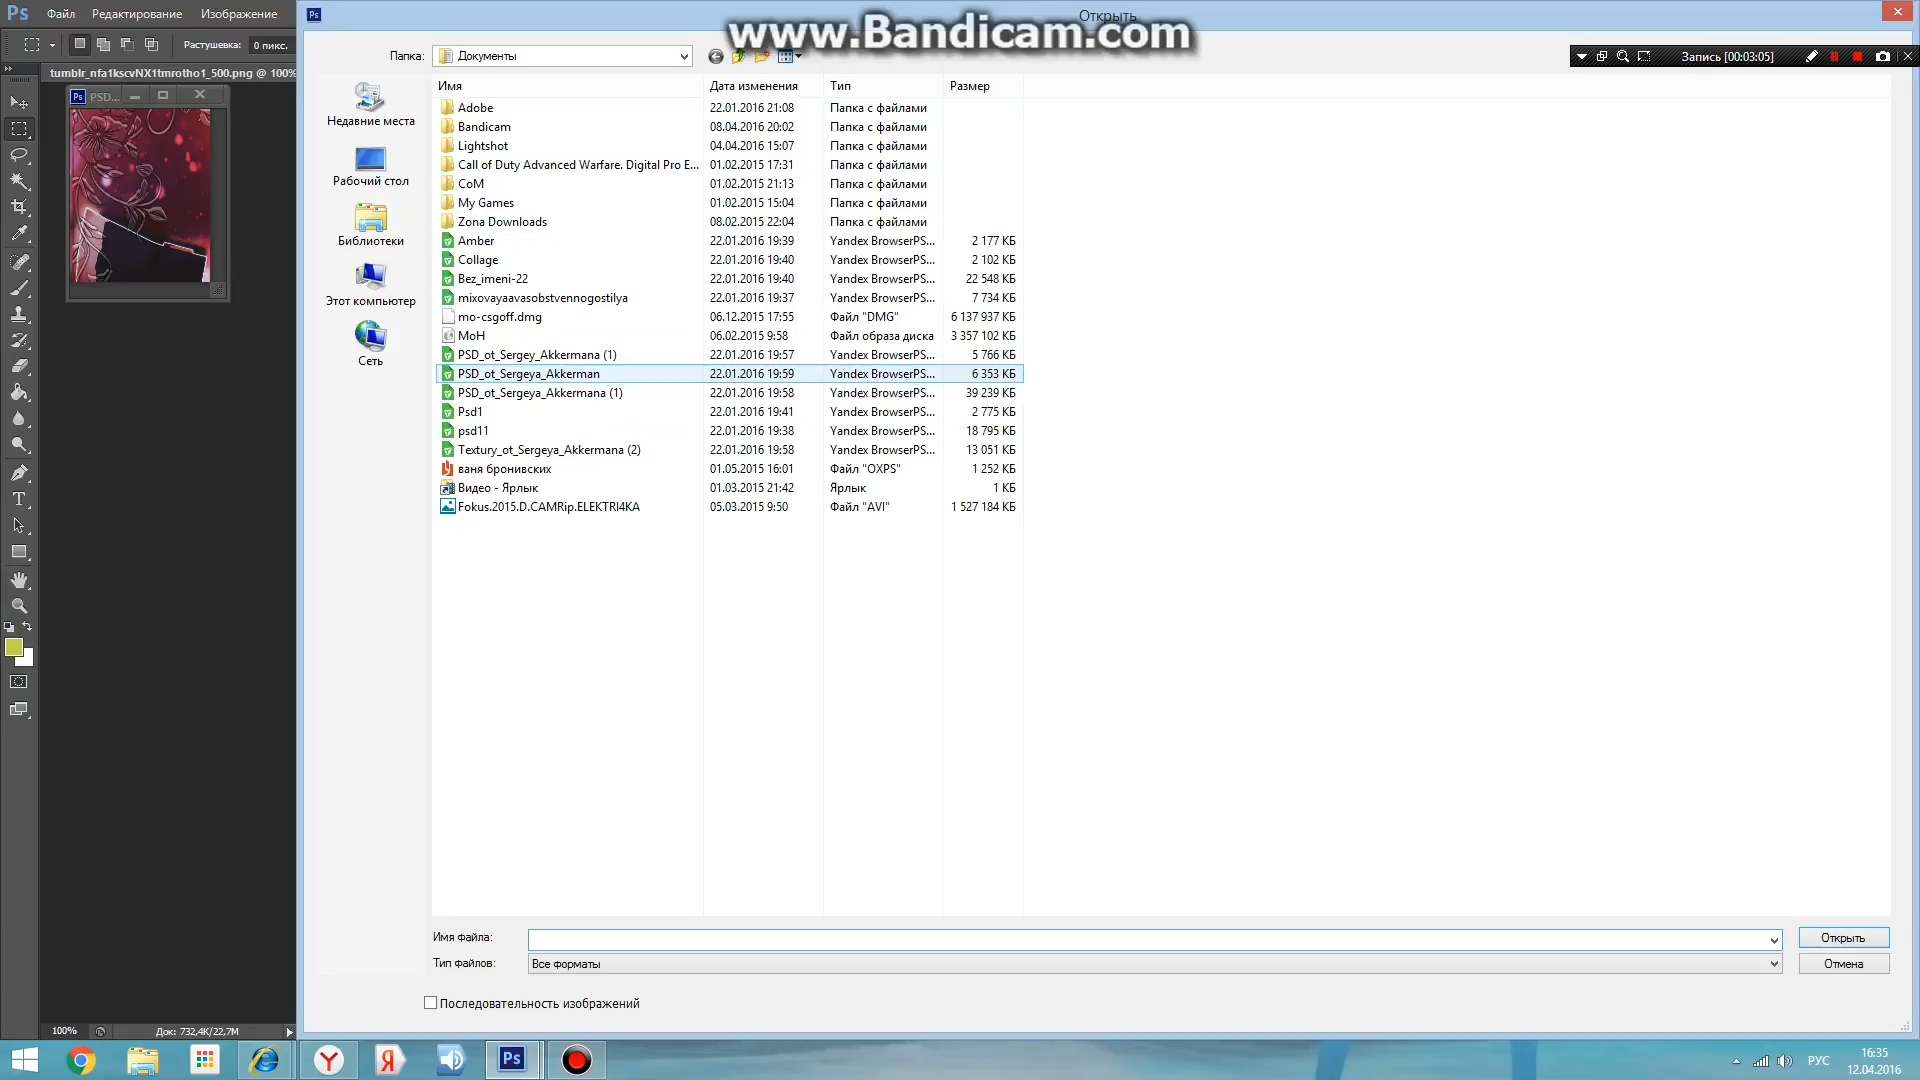 Ps Файл Редактирование Изображение
Открыть
www.Bandicam.com
Растушевка: 0 пикс.
Папка: Документы
Запись [00:03:05]
tumblr_nfa1kscvNX1tmrotho1_500.png @ 100%
PSD...
Имя Дата изменения Тип Размер
Adobe 22.01.2016 21:08 Папка с файлами
Bandicam 08.04.2016 20:02 Папка с файлами
Lightshot 04.04.2016 15:07 Папка с файлами
Call of Duty Advanced Warfare. Digital Pro E... 01.02.2015 17:31 Папка с файлами
CoM 01.02.2015 21:13 Папка с файлами
My Games 01.02.2015 15:04 Папка с файлами
Zona Downloads 08.02.2015 22:04 Папка с файлами
Amber 22.01.2016 19:39 Yandex BrowserPS... 2 177 КБ
Collage 22.01.2016 19:40 Yandex BrowserPS... 2 102 КБ
Bez_imeni-22 22.01.2016 19:40 Yandex BrowserPS... 22 548 КБ
mixovayaavasobstvennogostilya 22.01.2016 19:37 Yandex BrowserPS... 7 734 КБ
mo-csgoff.dmg 06.12.2015 17:55 Файл "DMG" 6 137 937 КБ
MoH 06.02.2015 9:58 Файл образа диска 3 357 102 КБ
PSD_ot_Sergey_Akkermana (1) 22.01.2016 19:57 Yandex BrowserPS... 5 766 КБ
PSD_ot_Sergeya_Akkerman 22.01.2016 19:59 Yandex BrowserPS... 6 353 КБ
PSD_ot_Sergeya_Akkermana (1) 22.01.2016 19:58 Yandex BrowserPS... 39 239 КБ
Psd1 22.01.2016 19:41 Yandex BrowserPS... 2 775 КБ
psd11 22.01.2016 19:38 Yandex BrowserPS... 18 795 КБ
Textury_ot_Sergeya_Akkermana (2) 22.01.2016 19:58 Yandex BrowserPS... 13 051 КБ
ваня бронивских 01.05.2015 16:01 Файл "OXPS" 1 252 КБ
Видео - Ярлык 01.03.2015 21:42 Ярлык 1 КБ
Fokus.2015.D.CAMRip.ELEKTRI4KA 05.03.2015 9:50 Файл "AVI" 1 527 184 КБ
Недавние места
Рабочий стол
Библиотеки
Этот компьютер
Сеть
Имя файла: Открыть
Тип файлов: Все форматы Отмена
Последовательность изображений
100% Док: 732,4K/22,7M
Ps
РУС
16:35
12.04.2016